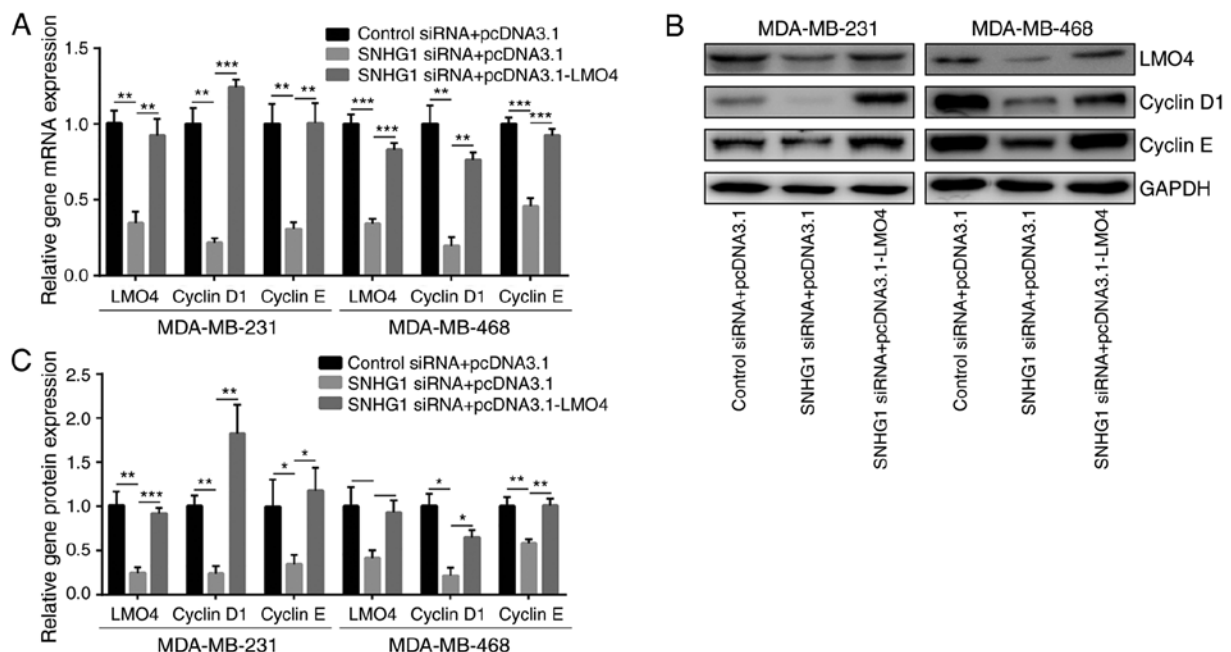 A
Control siRNA+pcDNA3.1
SNHG1 siRNA+pcDNA3.1
SNHG1 siRNA+pcDNA3.1-LMO4
Relative gene mRNA expression
1.5
1.0
0.5
0.0
** ** ** *** ** ** *** *** ** ** *** ***
LMO4 Cyclin D1 Cyclin E LMO4 Cyclin D1 Cyclin E
MDA-MB-231 MDA-MB-468
B
MDA-MB-231 MDA-MB-468
LMO4
Cyclin D1
Cyclin E
GAPDH
Control siRNA+pcDNA3.1
SNHG1 siRNA+pcDNA3.1
SNHG1 siRNA+pcDNA3.1-LMO4
Control siRNA+pcDNA3.1
SNHG1 siRNA+pcDNA3.1
SNHG1 siRNA+pcDNA3.1-LMO4
C
Control siRNA+pcDNA3.1
SNHG1 siRNA+pcDNA3.1
SNHG1 siRNA+pcDNA3.1-LMO4
Relative gene protein expression
2.5
2.0
1.5
1.0
0.5
0.0
** *** ** ** * * * * ** **
LMO4 Cyclin D1 Cyclin E LMO4 Cyclin D1 Cyclin E
MDA-MB-231 MDA-MB-468